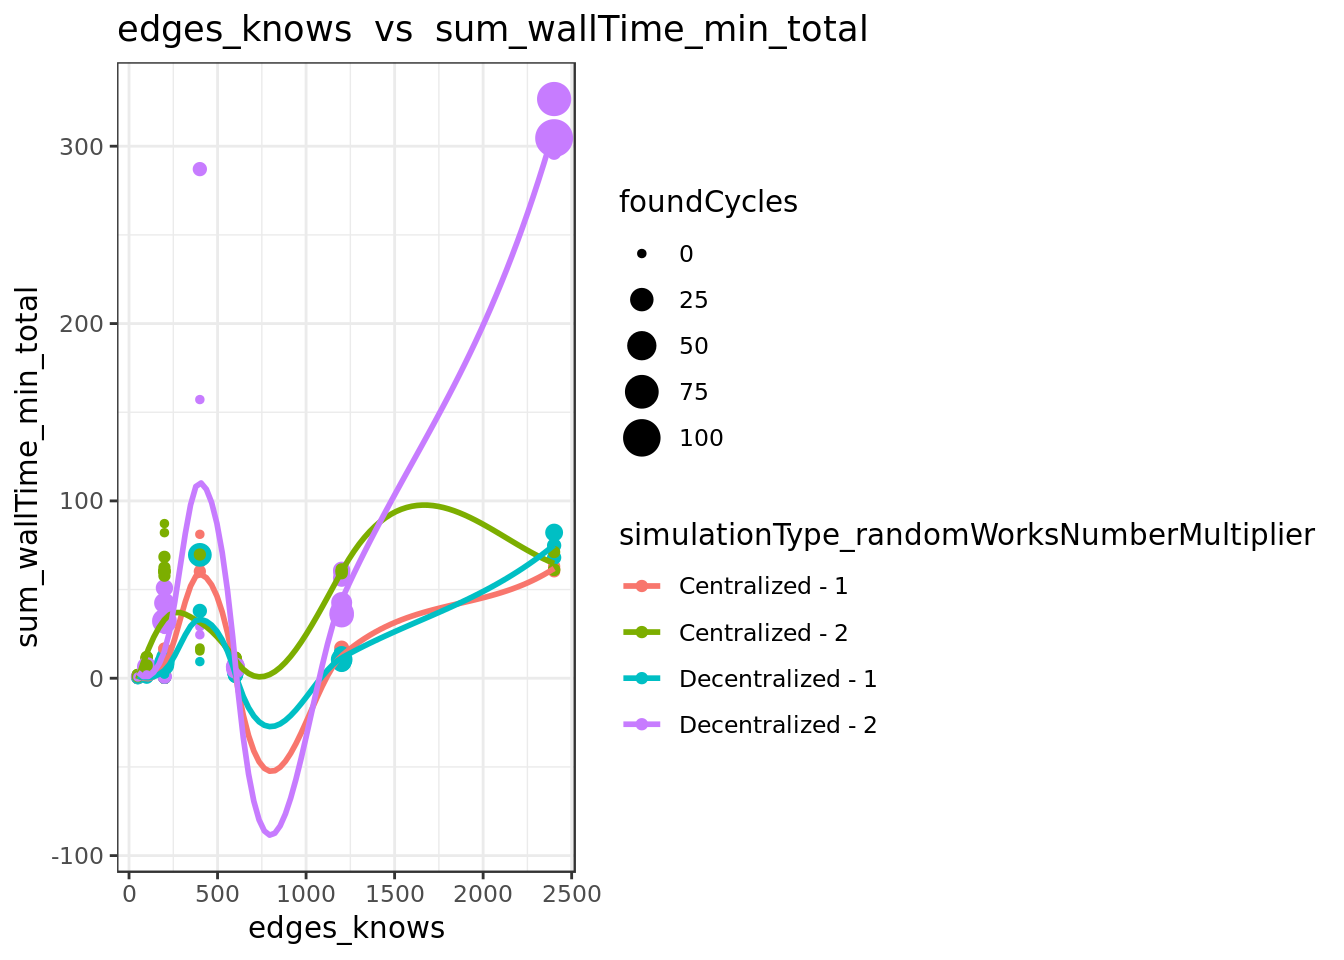 edges_knows  vs  sum_wallTime_min_total
sum_wallTime_min_total
300
200
100
0
-100
0 500 1000 1500 2000 2500
edges_knows
foundCycles
0
25
50
75
100
simulationType_randomWorksNumberMultiplier
Centralized - 1
Centralized - 2
Decentralized - 1
Decentralized - 2